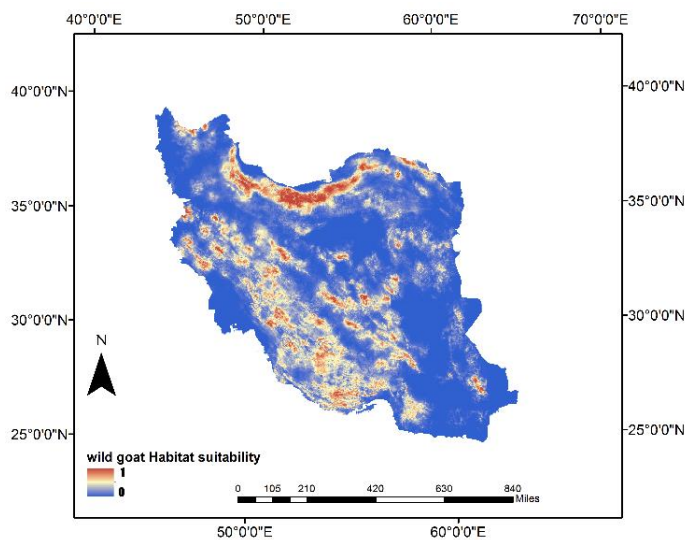 40°0'0"E 50°0'0"E 60°0'0"E 70°0'0"E
40°0'0"N 40°0'0"N
35°0'0"N 35°0'0"N
30°0'0"N 30°0'0"N
N
25°0'0"N 25°0'0"N
wild goat Habitat suitability
1
0
0 105 210 420 630 840
Miles
50°0'0"E 60°0'0"E